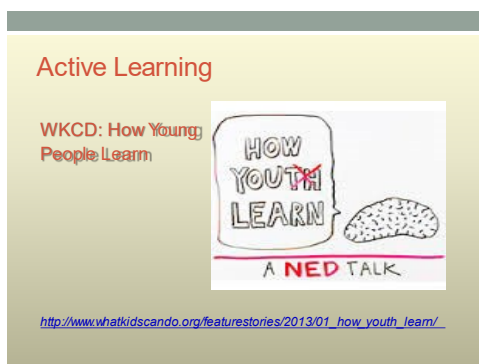 Active Learning
WKCD: How Young
People Learn
HOW
YOUTH
LEARN
A NED TALK
http://www.whatkidscando.org/featurestories/2013/01_how_youth_learn/